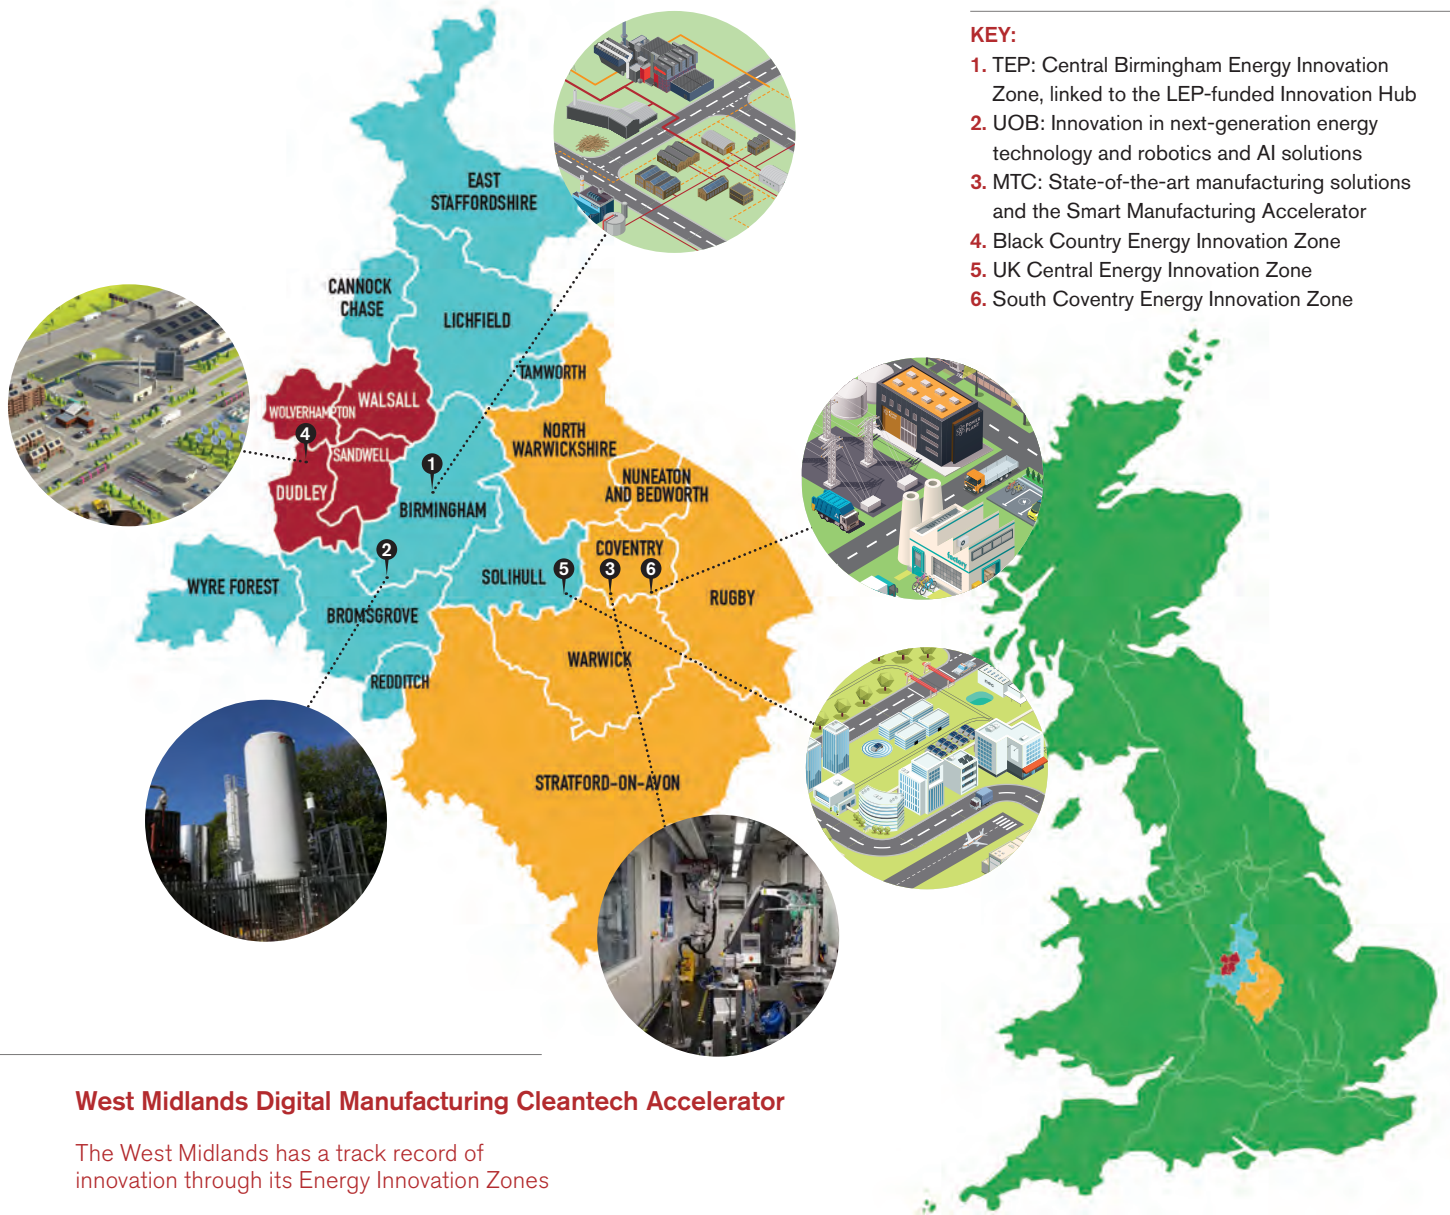 KEY:
1. TEP: Central Birmingham Energy Innovation
Zone, linked to the LEP-funded Innovation Hub
2. UOB: Innovation in next-generation energy
technology and robotics and AI solutions
3. MTC: State-of-the-art manufacturing solutions
and the Smart Manufacturing Accelerator
4. Black Country Energy Innovation Zone
5. UK Central Energy Innovation Zone
6. South Coventry Energy Innovation Zone
EAST
STAFFORDSHIRE
CANNOCK
CHASE
LICHFIELD
TAMWORTH
WALSALL
WOLVERHAMPTON
4
SANDWELL
DUDLEY
NORTH
WARWICKSHIRE
NUNEATON
AND BEDWORTH
1
BIRMINGHAM
2
COVENTRY
SOLIHULL
5
3
6
WYRE FOREST
RUGBY
BROMSGROVE
WARWICK
REDDITCH
STRATFORD-ON-AVON
POWER
PLANT
factory
West Midlands Digital Manufacturing Cleantech Accelerator
The West Midlands has a track record of
innovation through its Energy Innovation Zones